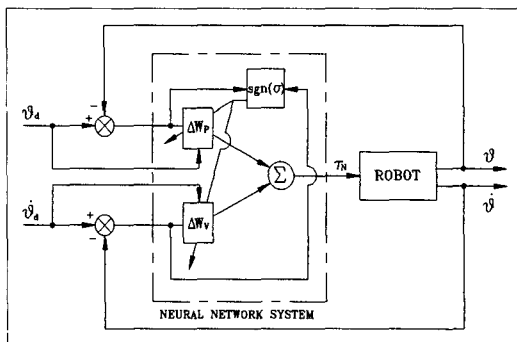 −
sgn(σ)
ϑd
+
ΔWP
Σ
τN
ROBOT
ϑ
ϑ̇
ϑ̇d
+
−
ΔWV
NEURAL NETWORK SYSTEM